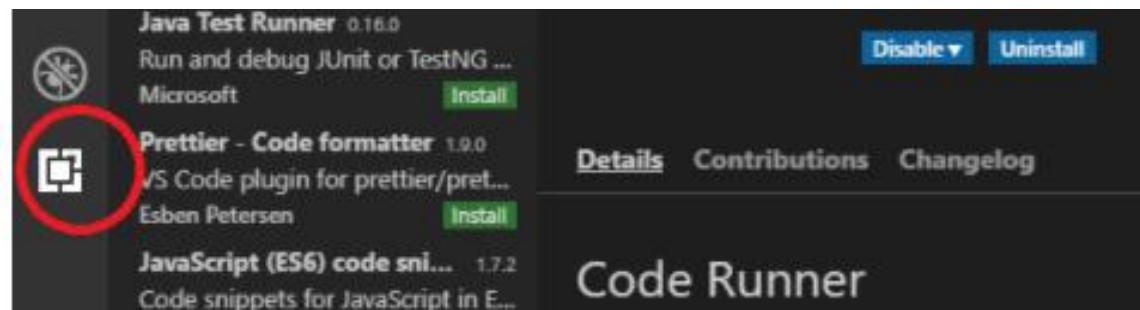 Java Test Runner 0.16.0
Run and debug JUnit or TestNG ...
Microsoft Install
Prettier - Code formatter 1.9.0
VS Code plugin for prettier/pret...
Esben Petersen Install
JavaScript (ES6) code sni... 1.7.2
Code snippets for JavaScript in E...
Disable Uninstall
Details Contributions Changelog
Code Runner